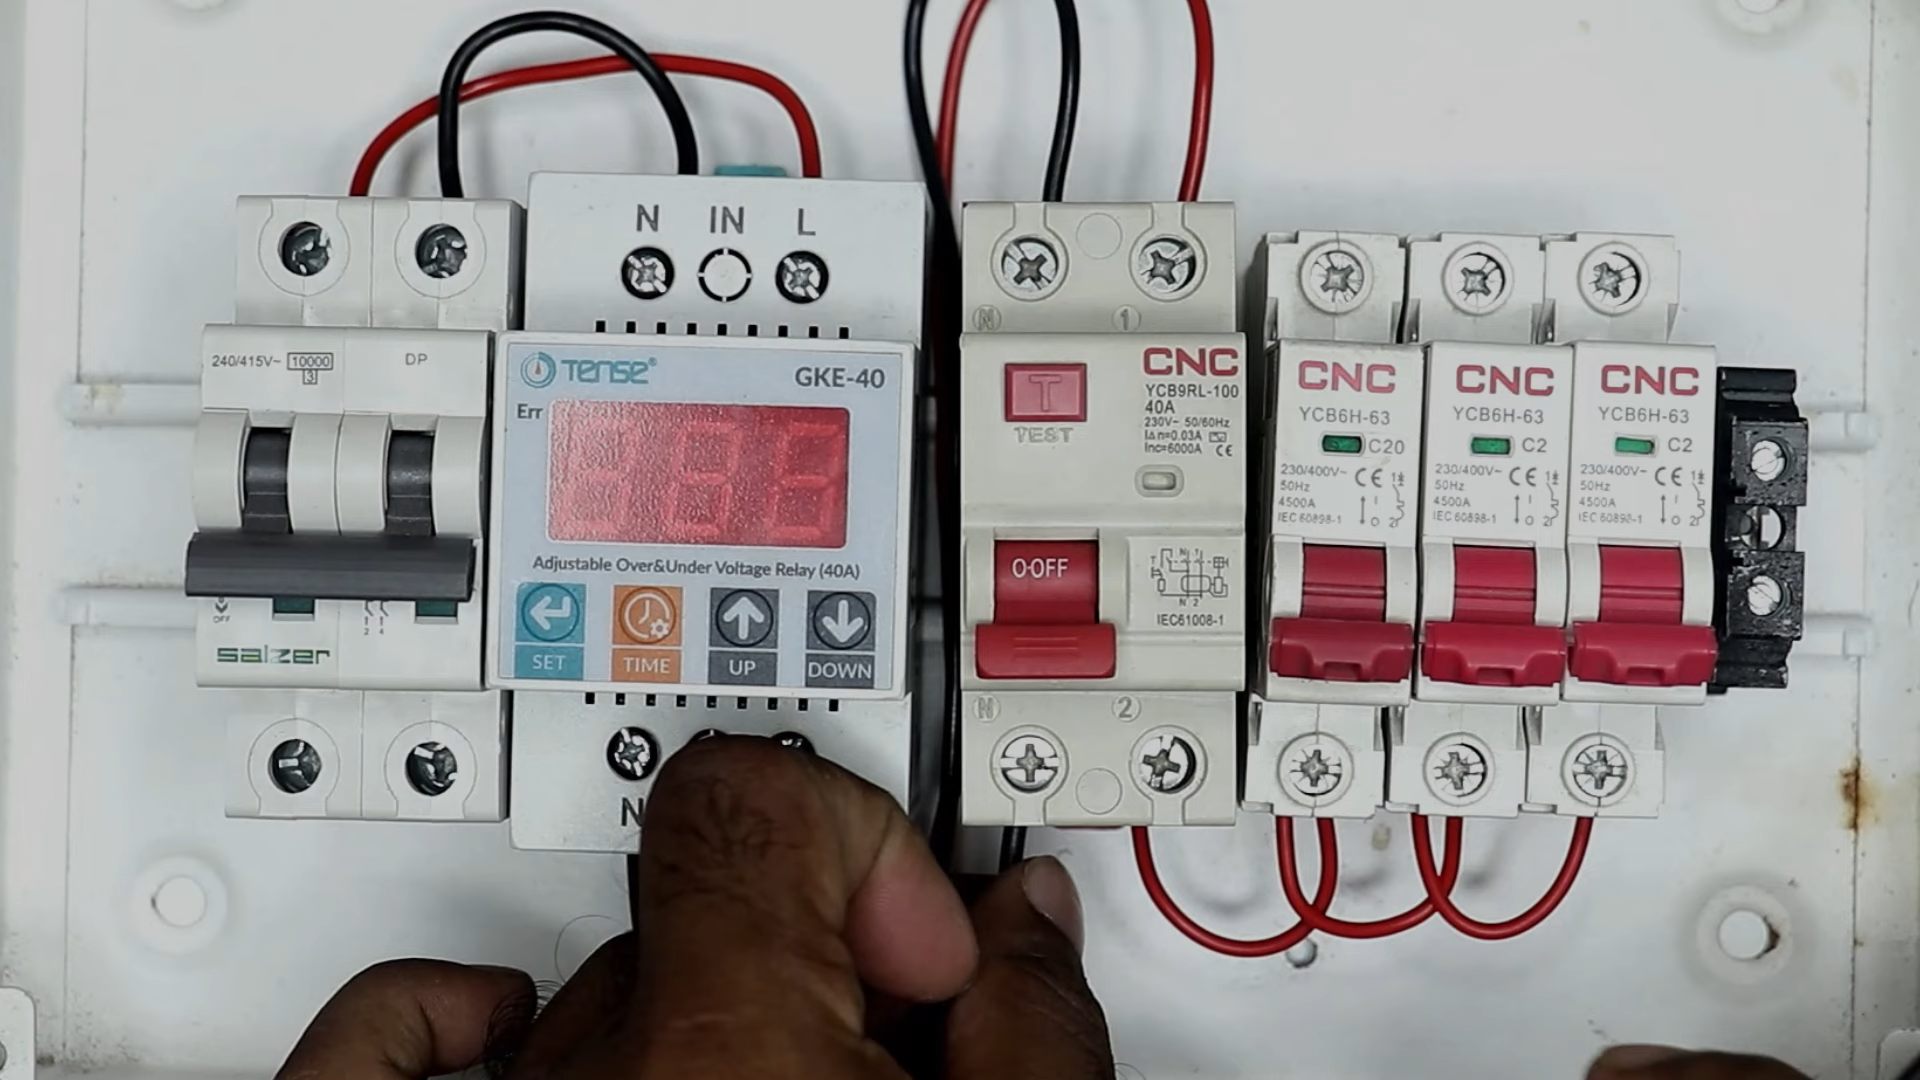 N IN L
240/415V~ 10000
3
DP
OFF
salzer
TENSE®
GKE-40
Err
Adjustable Over&Under Voltage Relay (40A)
SET TIME UP DOWN
N
N 1
T
TEST
CNC
YCB9RL-100
40A
230V~ 50/60Hz
I∆n=0.03A
Inc=6000A CE
O-OFF
IEC61008-1
N 2
CNC
YCB6H-63
C20
230/400V~ CE
50Hz
4500A
IEC 60898-1
CNC
YCB6H-63
C2
230/400V~ CE
50Hz
4500A
IEC 60898-1
CNC
YCB6H-63
C2
230/400V~ CE
50Hz
4500A
IEC 60898-1